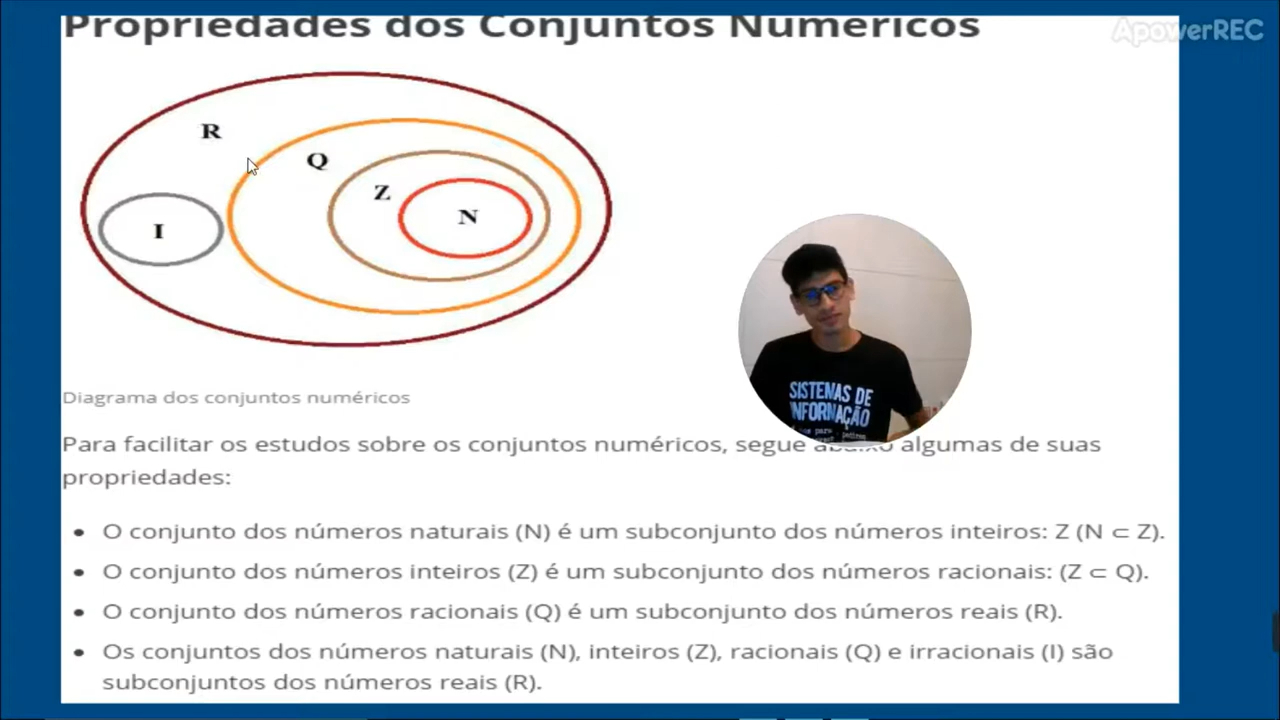 Propriedades dos Conjuntos Numéricos
ApowerREC
R
Q
Z
N
I
SISTEMAS DE
INFORMAÇÃO
Diagrama dos conjuntos numéricos
Para facilitar os estudos sobre os conjuntos numéricos, segue abaixo algumas de suas
propriedades:
• O conjunto dos números naturais (N) é um subconjunto dos números inteiros: Z (N ⊂ Z).
• O conjunto dos números inteiros (Z) é um subconjunto dos números racionais: (Z ⊂ Q).
• O conjunto dos números racionais (Q) é um subconjunto dos números reais (R).
• Os conjuntos dos números naturais (N), inteiros (Z), racionais (Q) e irracionais (I) são
subconjuntos dos números reais (R).